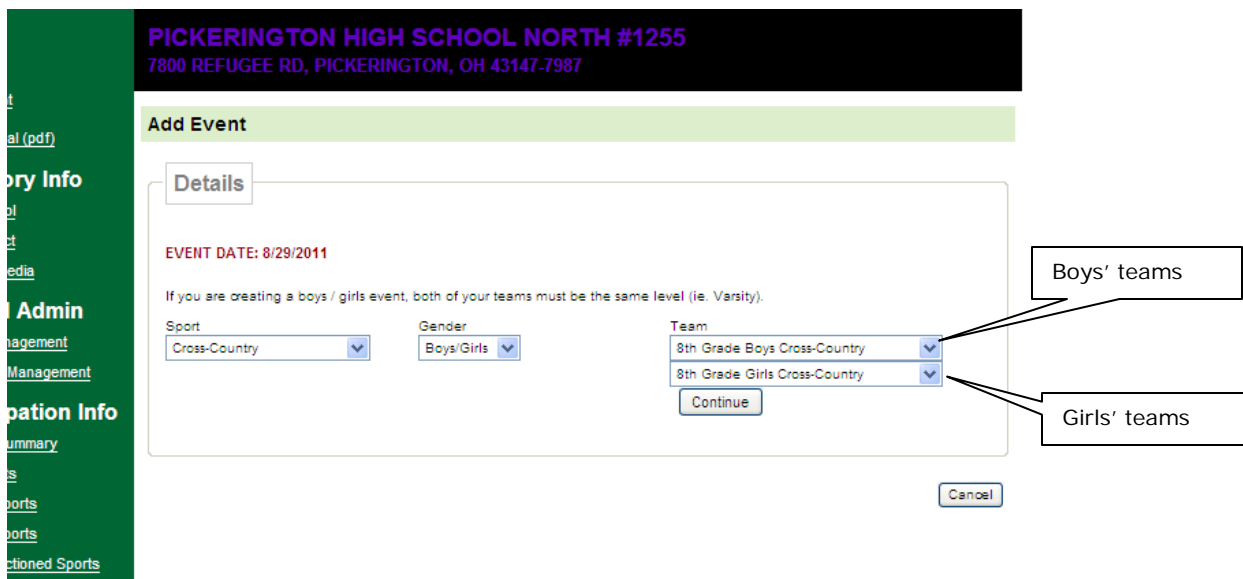 PICKERINGTON HIGH SCHOOL NORTH #1255
7800 REFUGEE RD, PICKERINGTON, OH 43147-7987
al (pdf)
ory Info
edia
Admin
nagement
Management
pation Info
ummary
ports
ports
ctioned Sports
Add Event
Details
EVENT DATE: 8/29/2011
If you are creating a boys / girls event, both of your teams must be the same level (ie. Varsity).
Sport Gender Team
Cross-Country Boys/Girls 8th Grade Boys Cross-Country
8th Grade Girls Cross-Country
Continue
Cancel
Boys’ teams
Girls’ teams